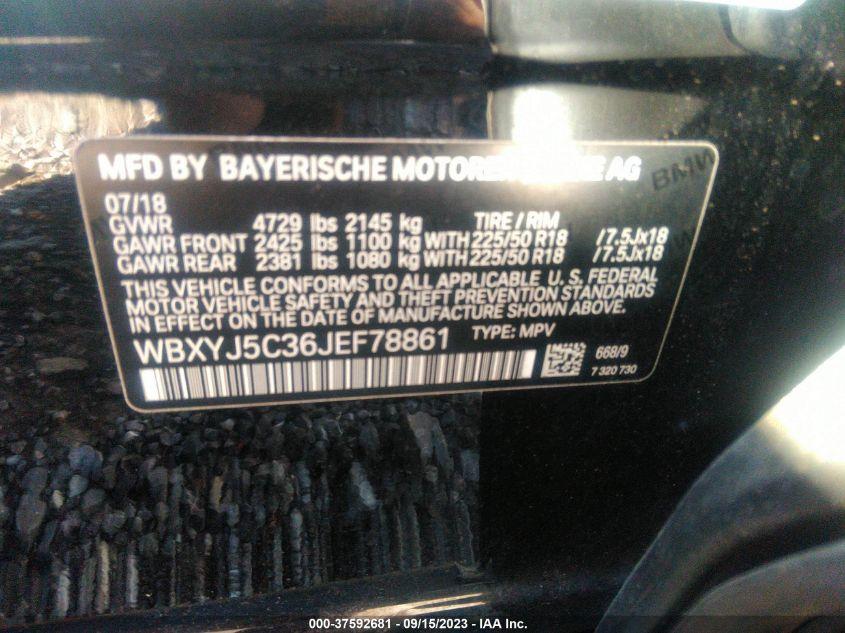 MFD BY BAYERISCHE MOTOREN AG
BMW
07/18
GVWR 4729 lbs 2145 kg TIRE / RIM
GAWR FRONT 2425 lbs 1100 kg WITH 225/50 R18 /7.5Jx18
GAWR REAR 2381 lbs 1080 kg WITH 225/50 R18 /7.5Jx18
THIS VEHICLE CONFORMS TO ALL APPLICABLE U. S. FEDERAL
MOTOR VEHICLE SAFETY AND THEFT PREVENTION STANDARDS
IN EFFECT ON THE DATE OF MANUFACTURE SHOWN ABOVE.
WBXYJ5C36JEF78861 TYPE: MPV
668/9
7 320 730
000-37592681 - 09/15/2023 - IAA Inc.